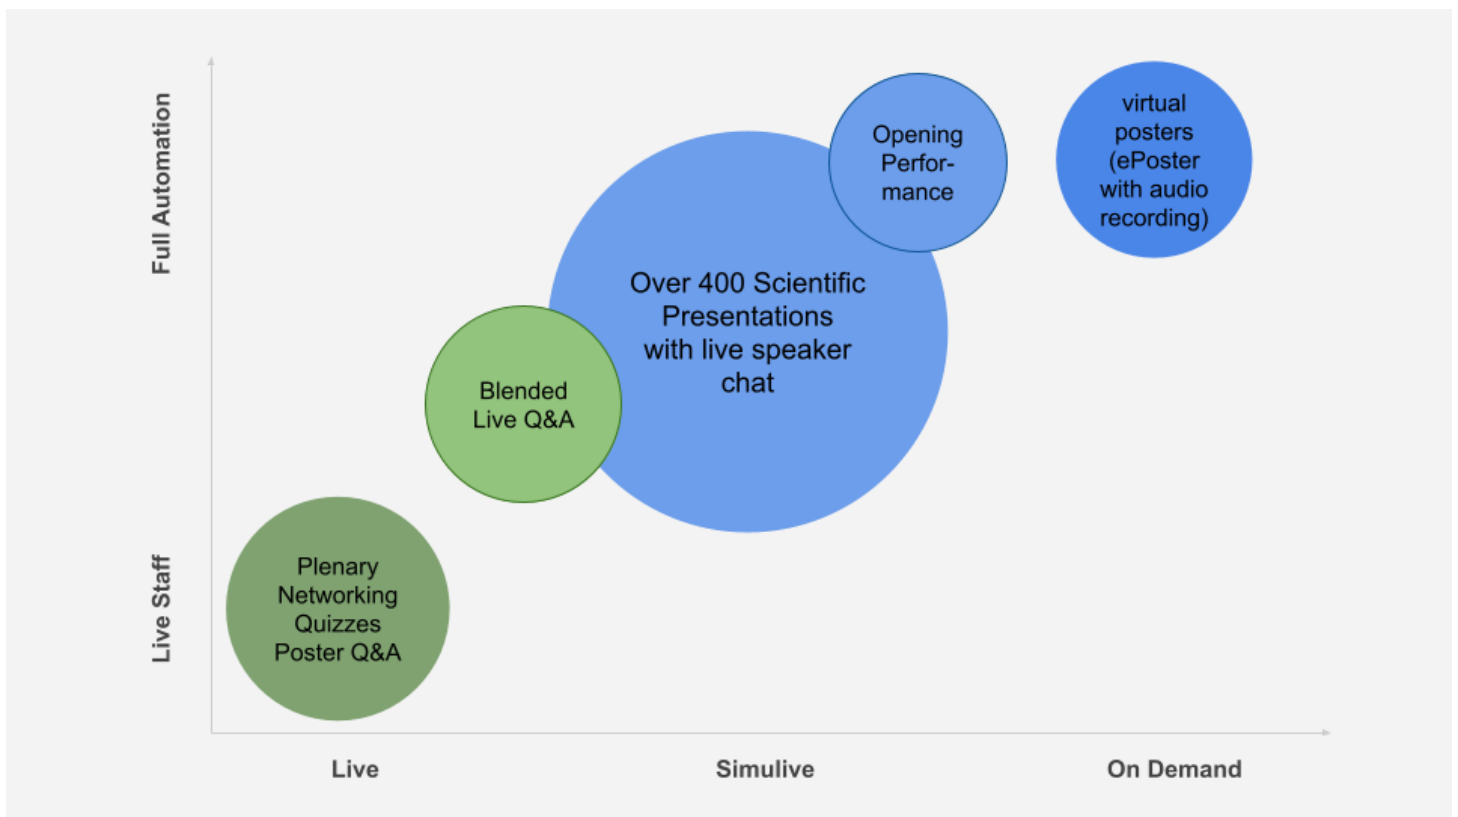 Full Automation
Live Staff
virtual
posters
(ePoster
with audio
recording)
Opening
Perfor-
mance
Over 400 Scientific
Presentations
with live speaker
chat
Blended
Live Q&A
Plenary
Networking
Quizzes
Poster Q&A
Live
Simulive
On Demand